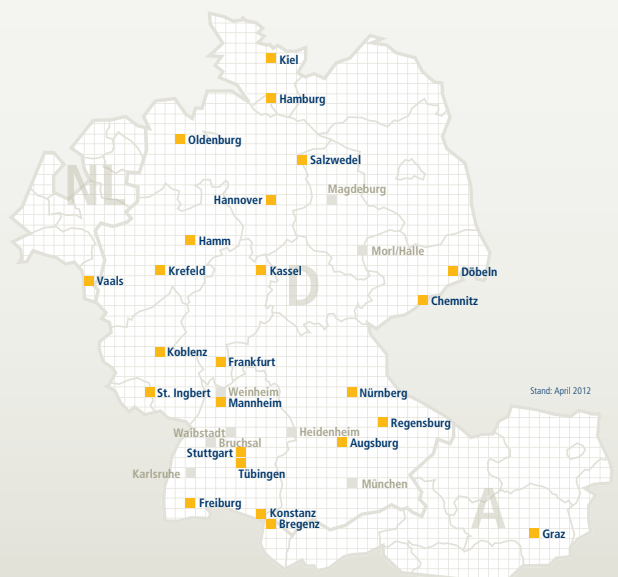 Kiel
Hamburg
Oldenburg
Salzwedel
NL
Magdeburg
Hannover
Hamm
Morl/Halle
Krefeld
Kassel
D
Döbeln
Vaals
Chemnitz
Koblenz
Frankfurt
St. Ingbert
Weinheim
Nürnberg
Stand: April 2012
Mannheim
Regensburg
Waibstadt
Heidenheim
Bruchsal
Augsburg
Stuttgart
Karlsruhe
Tübingen
München
Freiburg
A
Konstanz
Bregenz
Graz